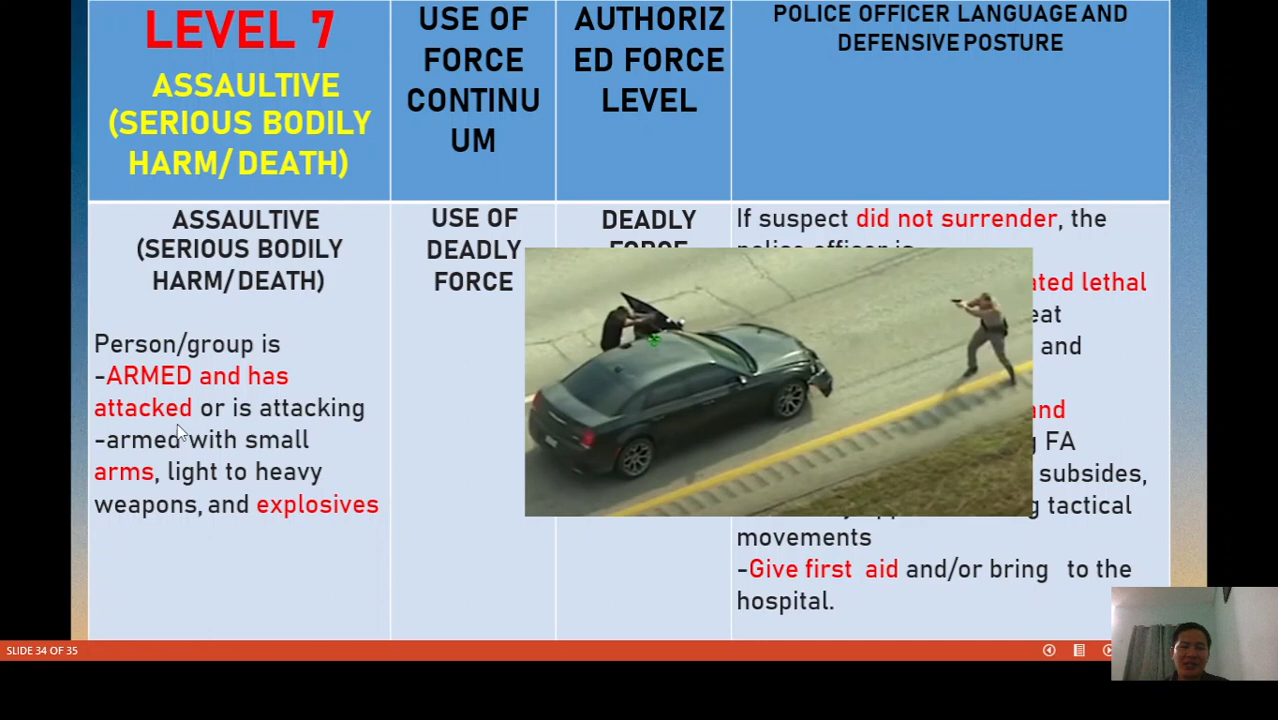 LEVEL 7
ASSAULTIVE
(SERIOUS BODILY
HARM/ DEATH)
USE OF
FORCE
CONTINU
UM
AUTHORIZ
ED FORCE
LEVEL
POLICE OFFICER LANGUAGE AND
DEFENSIVE POSTURE
ASSAULTIVE
(SERIOUS BODILY
HARM/ DEATH)
Person/group is
-ARMED and has
attacked or is attacking
-armed with small
arms, light to heavy
weapons, and explosives
USE OF
DEADLY
FORCE
DEADLY
FORCE
If suspect did not surrender, the
police officer is
lethal
and
FA
subsides,
tactical
movements
-Give first aid and/or bring to the
hospital.
SLIDE 34 OF 35